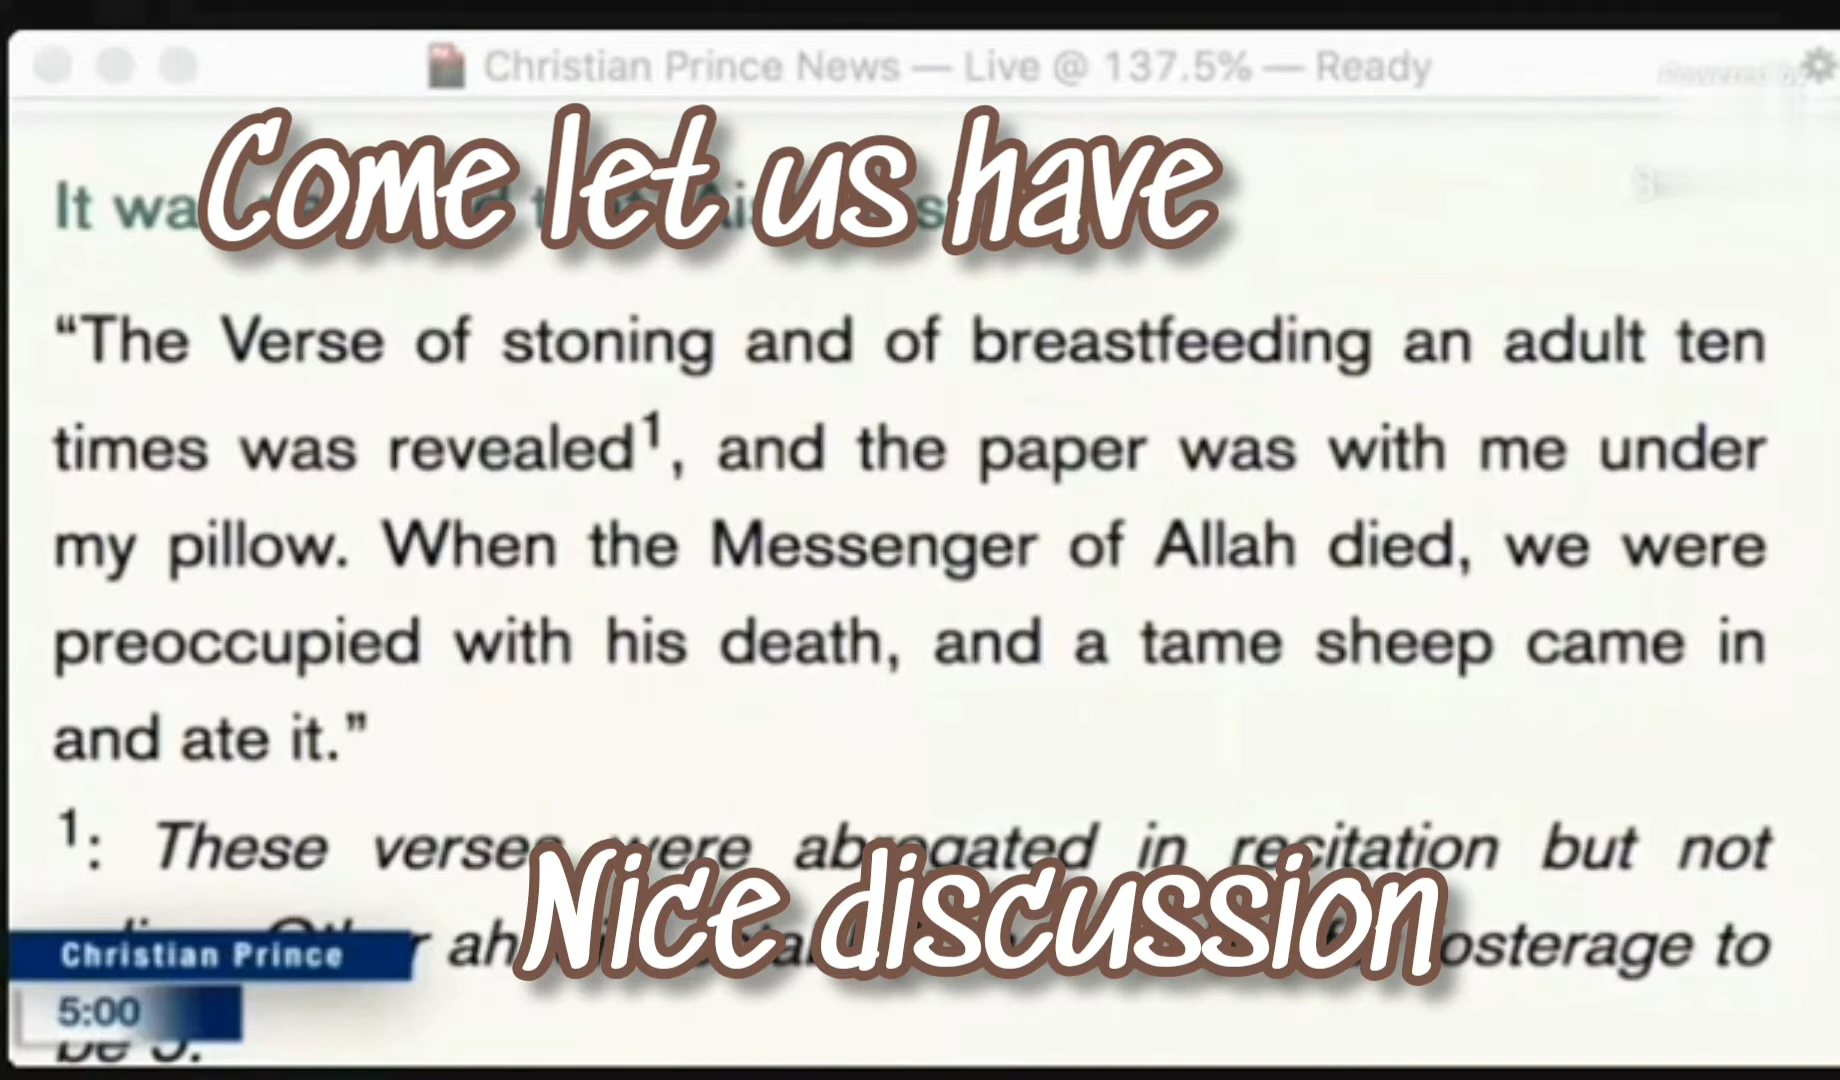 Christian Prince News — Live @ 137.5% — Ready
Come let us have
It was
"The Verse of stoning and of breastfeeding an adult ten
times was revealed¹, and the paper was with me under
my pillow. When the Messenger of Allah died, we were
preoccupied with his death, and a tame sheep came in
and ate it."
¹: These verses were abrogated in recitation but not
Nice discussion
to
Christian Prince
5:00
be 5.